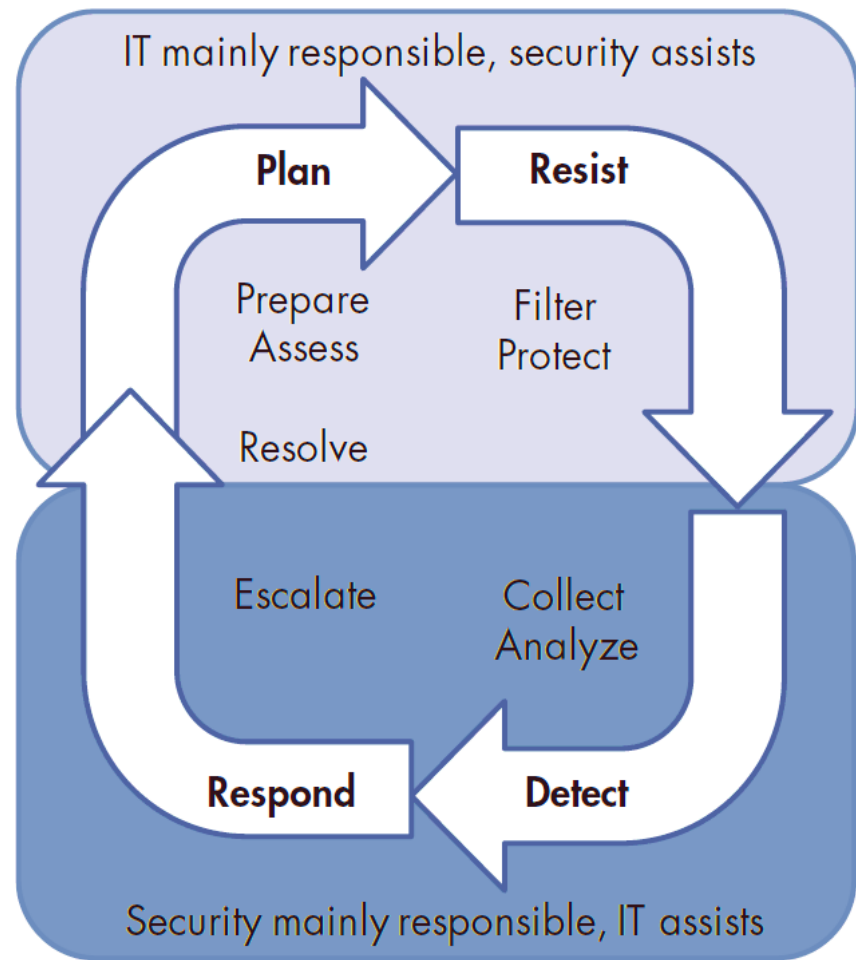 IT mainly responsible, security assists
Plan
Resist
Prepare
Assess
Filter
Protect
Resolve
Escalate
Collect
Analyze
Respond
Detect
Security mainly responsible, IT assists